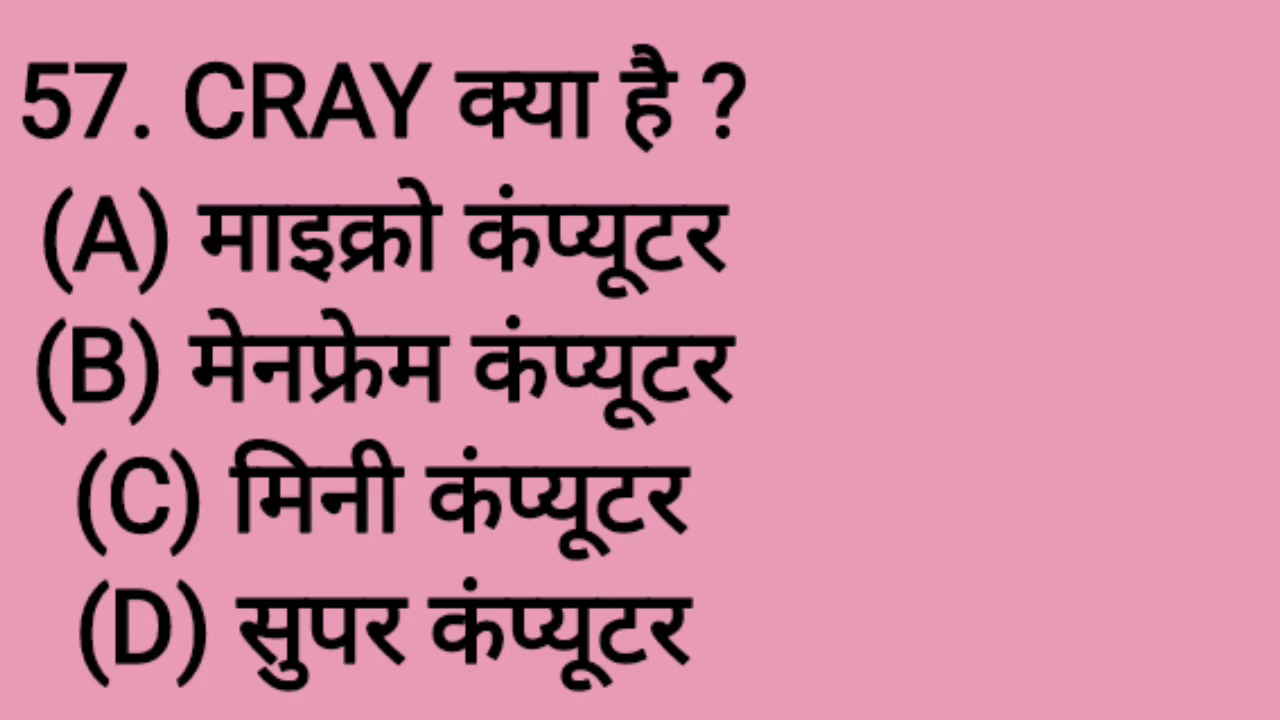 57. CRAY क्या है ?
(A) माइक्रो कंप्यूटर
(B) मेनफ्रेम कंप्यूटर
(C) मिनी कंप्यूटर
(D) सुपर कंप्यूटर